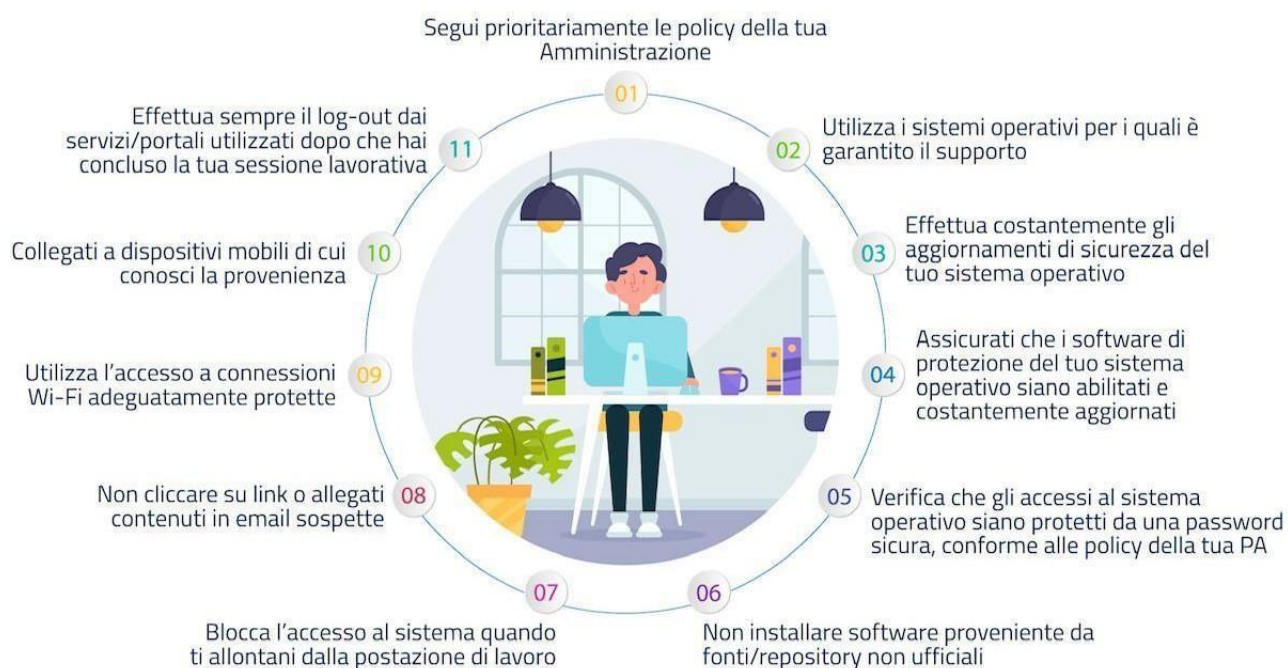 Segui prioritariamente le policy della tua
Amministrazione
01
Utilizza i sistemi operativi per i quali è
garantito il supporto
02
Effettua costantemente gli
aggiornamenti di sicurezza del
tuo sistema operativo
03
Assicurati che i software di
protezione del tuo sistema
operativo siano abilitati e
costantemente aggiornati
04
Verifica che gli accessi al sistema
operativo siano protetti da una password
sicura, conforme alle policy della tua PA
05
Non installare software proveniente da
fonti/repository non ufficiali
06
Blocca l’accesso al sistema quando
ti allontani dalla postazione di lavoro
07
Non cliccare su link o allegati
contenuti in email sospette
08
Utilizza l’accesso a connessioni
Wi-Fi adeguatamente protette
09
Collegati a dispositivi mobili di cui
conosci la provenienza
10
Effettua sempre il log-out dai
servizi/portali utilizzati dopo che hai
concluso la tua sessione lavorativa
11